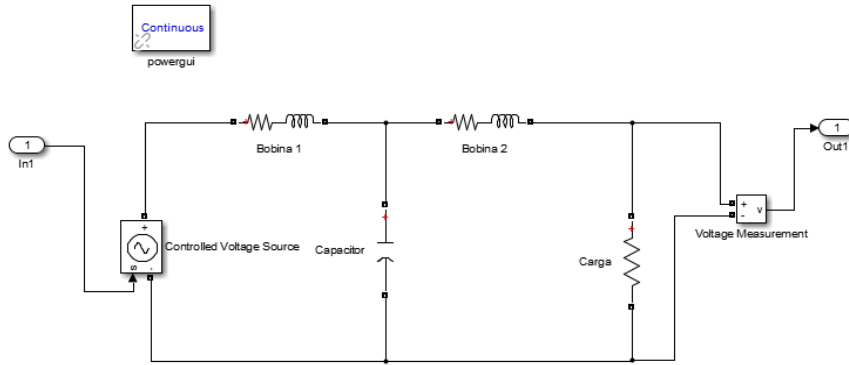 Continuous
powergui
1
In1
Bobina 1
Bobina 2
1
Out1
+
-
v
Voltage Measurement
+
s
-
Controlled Voltage Source
Capacitor
+
Carga
+